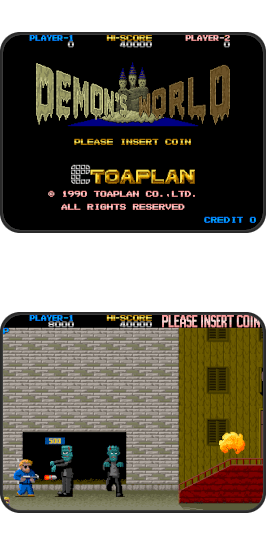 PLAYER-1 HI-SCORE PLAYER-2
0 40000 0
DEMON'S WORLD
PLEASE INSERT COIN
TOAPLAN
© 1990 TOAPLAN CO.,LTD.
ALL RIGHTS RESERVED
CREDIT 0
PLAYER-1 HI-SCORE PLEASE INSERT COIN
8000 40000